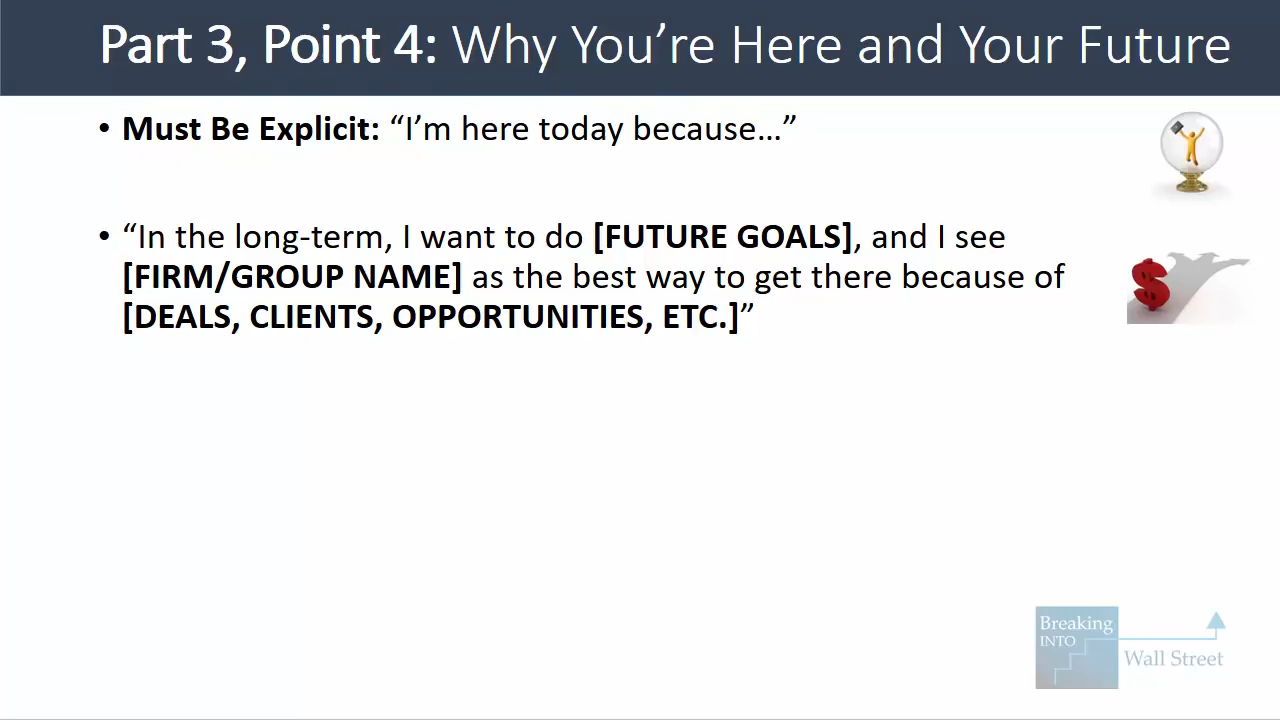 Part 3, Point 4: Why You’re Here and Your Future
• Must Be Explicit: “I’m here today because…”
• “In the long-term, I want to do [FUTURE GOALS], and I see
[FIRM/GROUP NAME] as the best way to get there because of
[DEALS, CLIENTS, OPPORTUNITIES, ETC.]”
$
Breaking
INTO
Wall Street